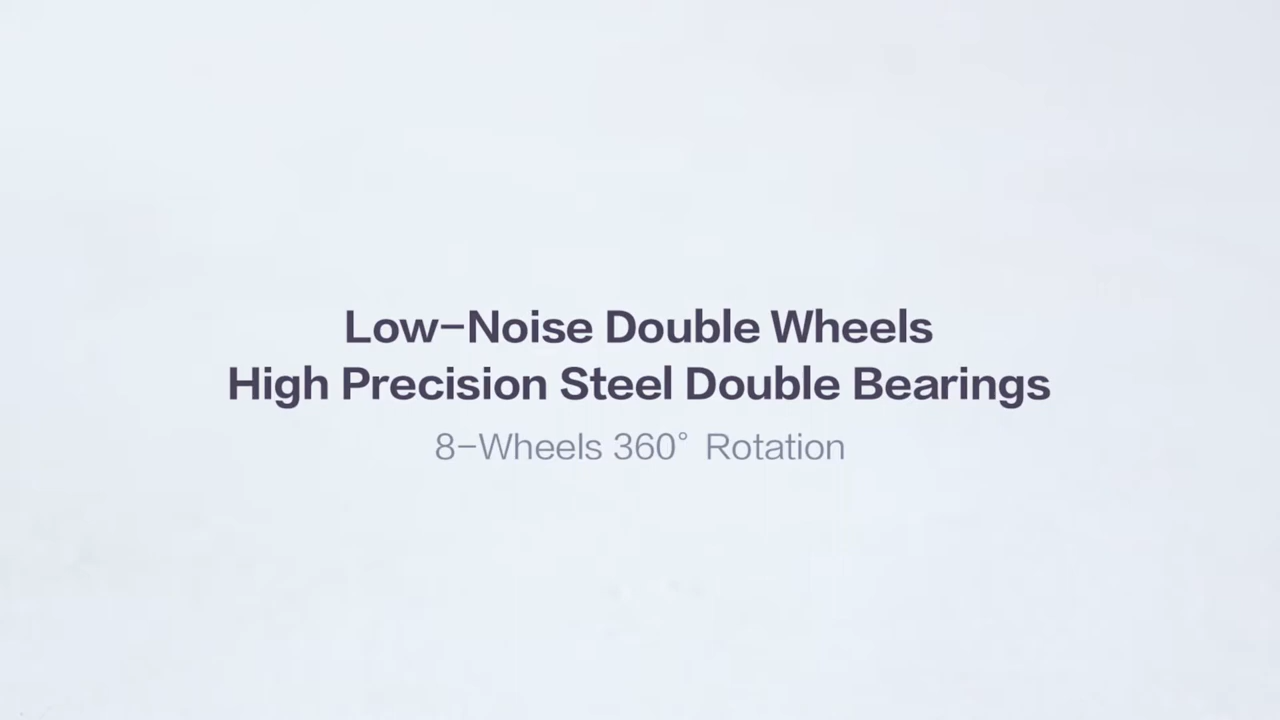 Low-Noise Double Wheels
High Precision Steel Double Bearings
8-Wheels 360° Rotation